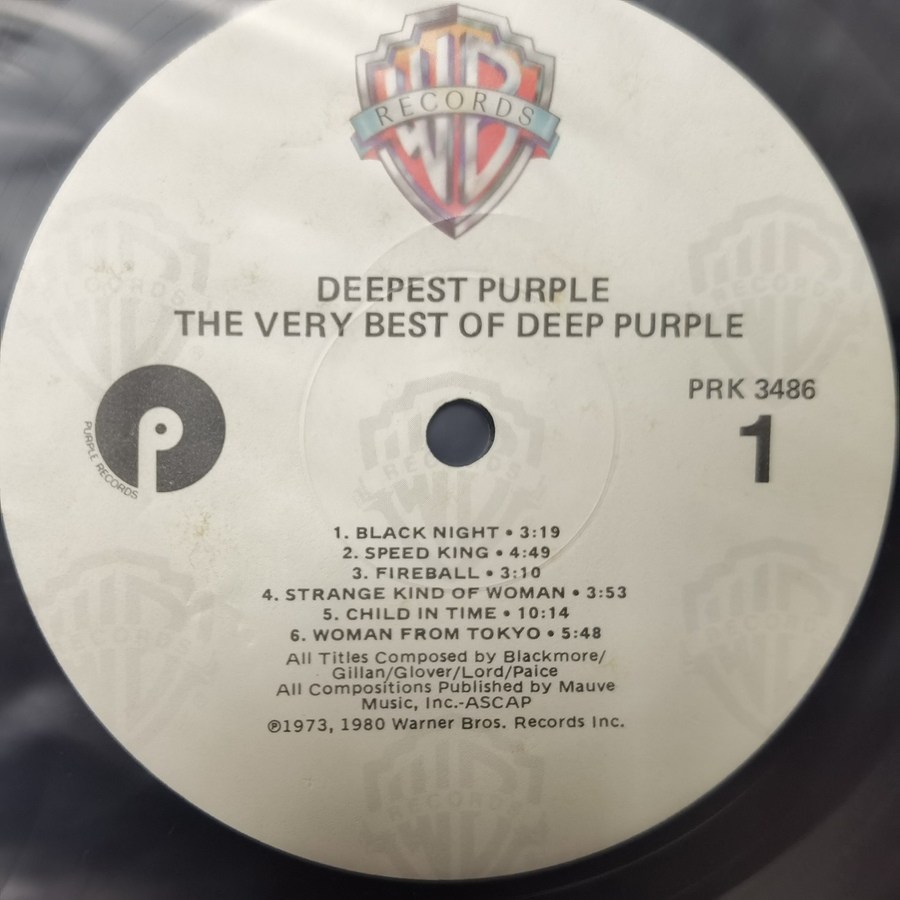 WB
RECORDS
DEEPEST PURPLE
THE VERY BEST OF DEEP PURPLE
PRK 3486
1
P
PURPLE RECORDS
1. BLACK NIGHT • 3:19
2. SPEED KING • 4:49
3. FIREBALL • 3:10
4. STRANGE KIND OF WOMAN • 3:53
5. CHILD IN TIME • 10:14
6. WOMAN FROM TOKYO • 5:48
All Titles Composed by Blackmore/
Gillan/Glover/Lord/Paice
All Compositions Published by Mauve
Music, Inc.-ASCAP
℗1973, 1980 Warner Bros. Records Inc.